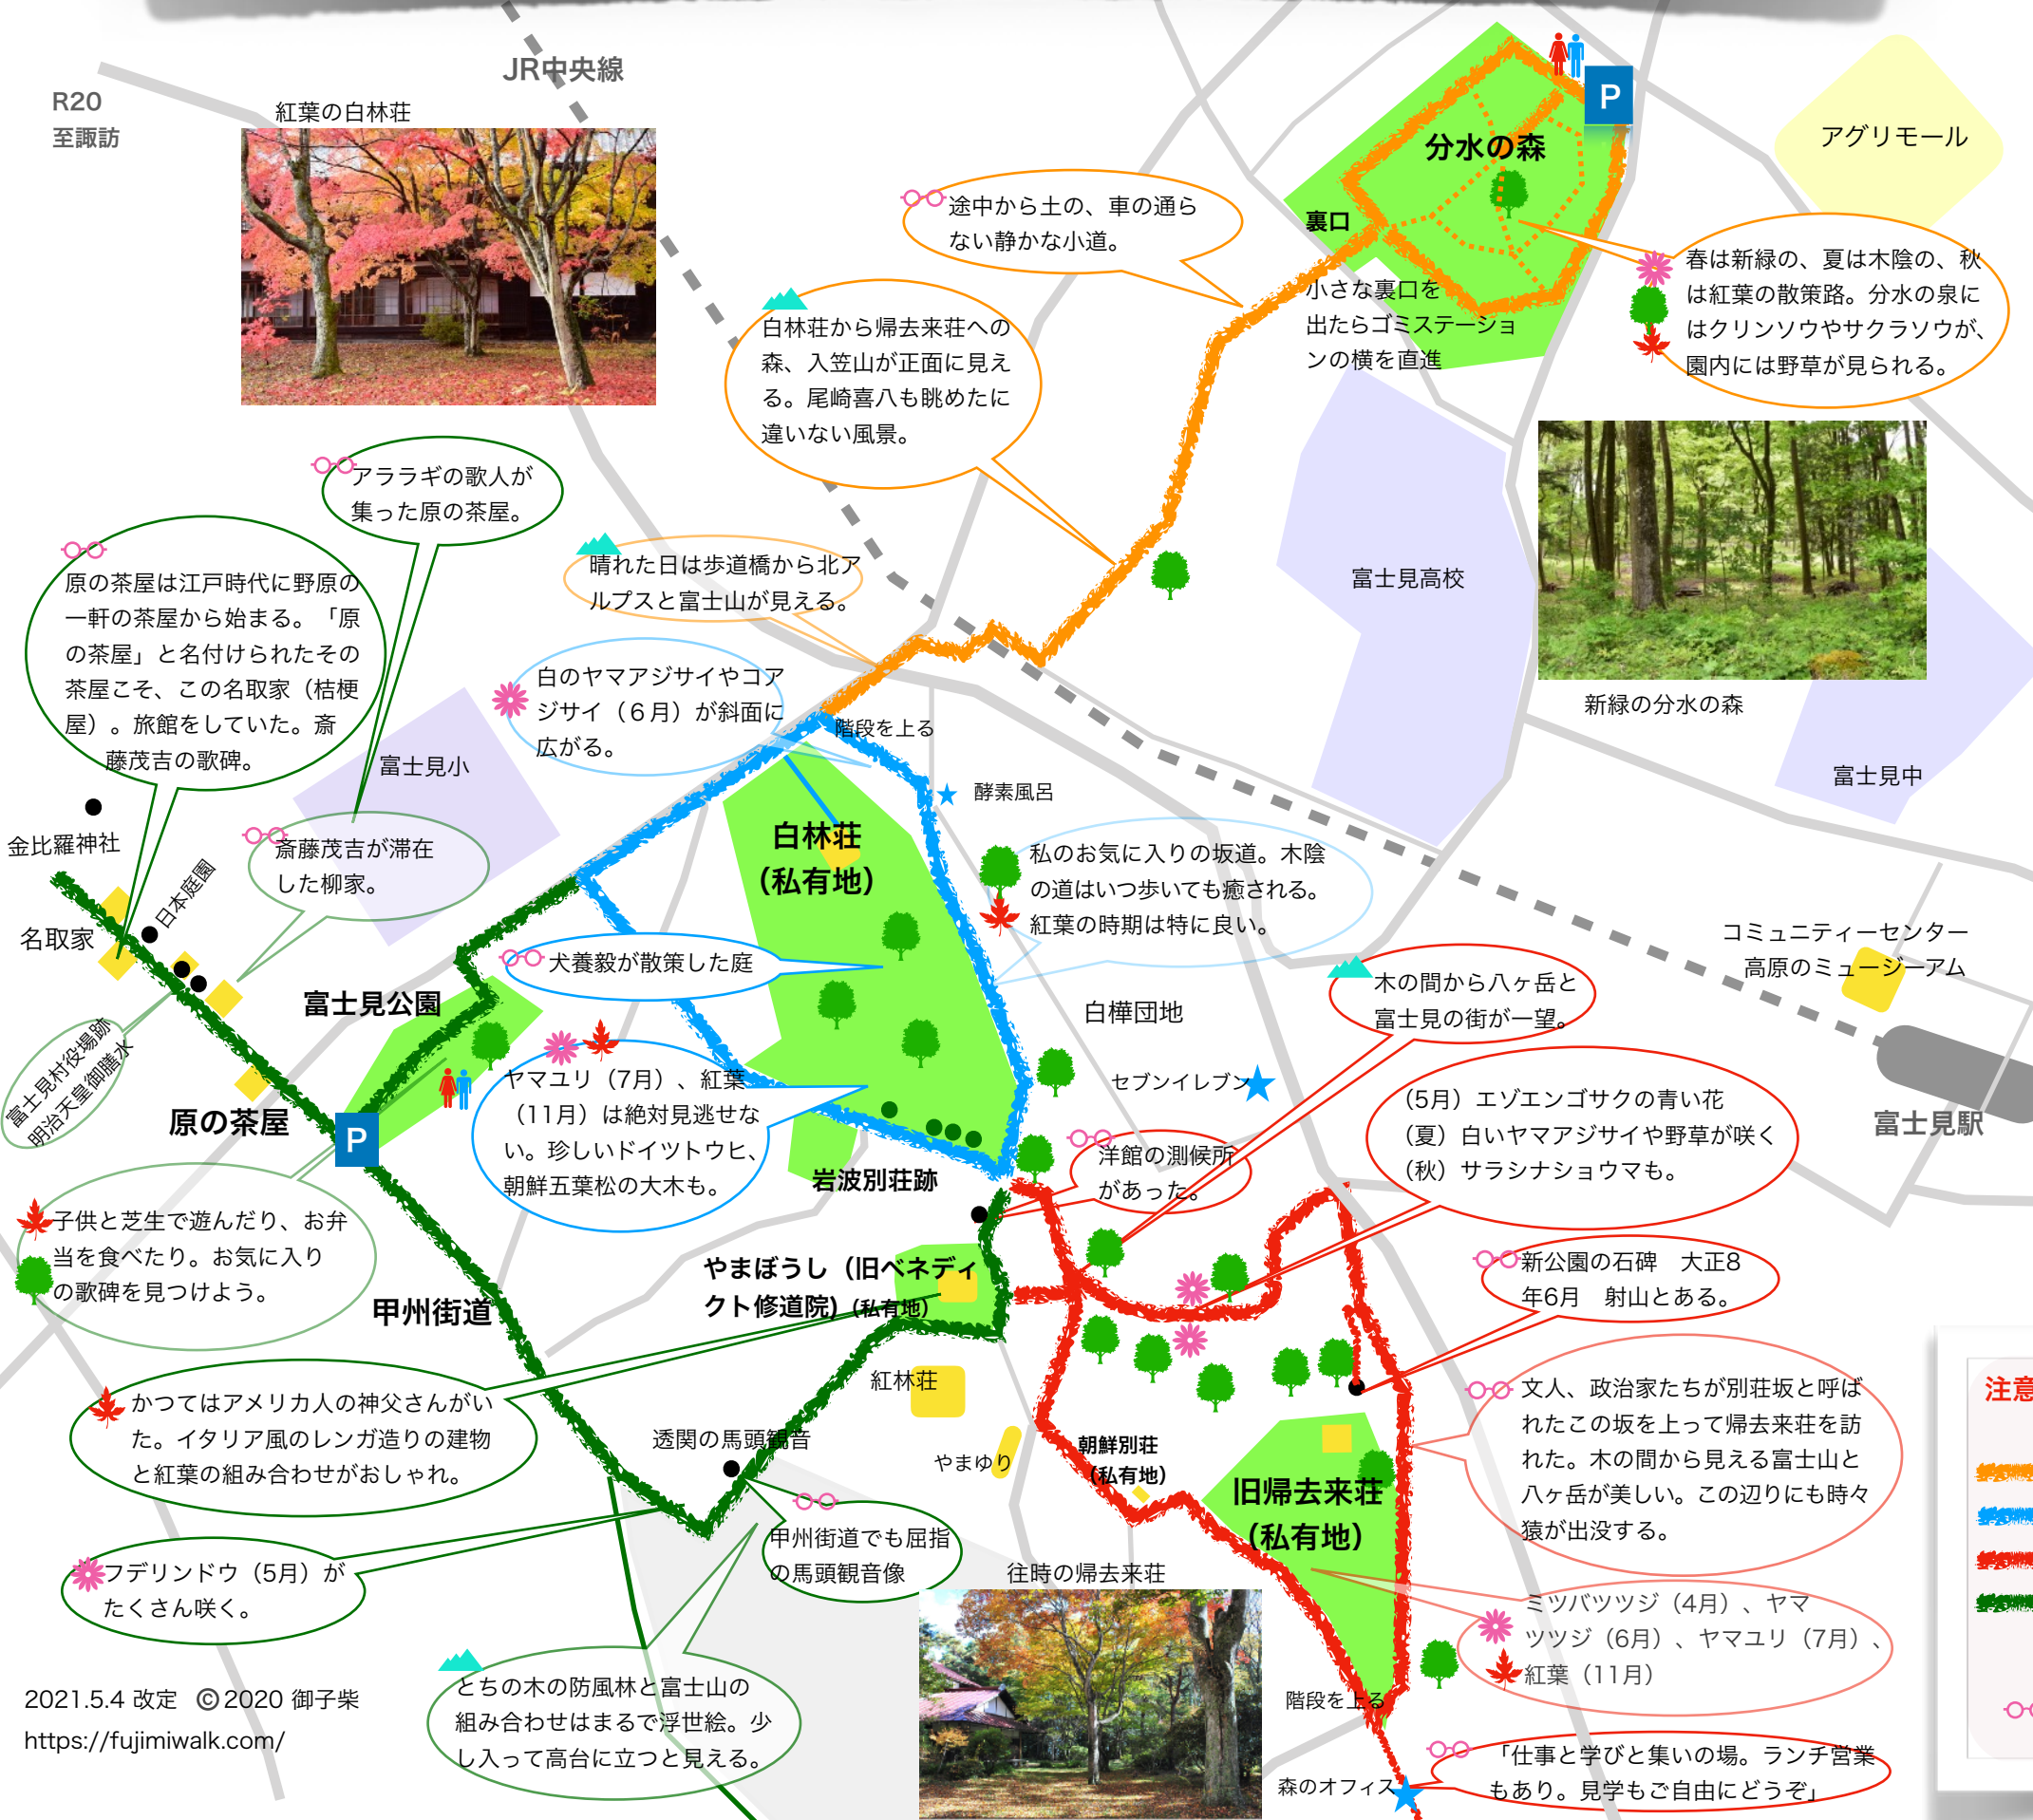 JR中央線
R20
至諏訪
紅葉の白林荘
P
アグリモール
分水の森
裏口
途中から土の、車の通ら
ない静かな小道。
春は新緑の、夏は木陰の、秋
は紅葉の散策路。分水の泉に
はクリンソウやサクラソウが、
園内には野草が見られる。
小さな裏口を
出たらゴミステーショ
ンの横を直進
白林荘から帰去来荘への
森、入笠山が正面に見え
る。尾崎喜八も眺めたに
違いない風景。
アララギの歌人が
集った原の茶屋。
晴れた日は歩道橋から北ア
ルプスと富士山が見える。
富士見高校
原の茶屋は江戸時代に野原の
一軒の茶屋から始まる。「原
の茶屋」と名付けられたその
茶屋こそ、この名取家（桔梗
屋）。旅館をしていた。斎
藤茂吉の歌碑。
白のヤマアジサイやコア
ジサイ（６月）が斜面に
広がる。
新緑の分水の森
階段を上る
富士見小
富士見中
酵素風呂
金比羅神社
日本庭園
斎藤茂吉が滞在
した柳家。
白林荘
（私有地）
私のお気に入りの坂道。木陰
の道はいつ歩いても癒される。
紅葉の時期は特に良い。
名取家
コミュニティーセンター
高原のミュージーアム
犬養毅が散策した庭
木の間から八ヶ岳と
富士見の街が一望。
富士見公園
白樺団地
富士見村役場跡
明治天皇御膳水
セブンイレブン
ヤマユリ（7月）、紅葉
（11月）は絶対見逃せな
い。珍しいドイツトウヒ、
朝鮮五葉松の大木も。
（5月）エゾエンゴサクの青い花
（夏）白いヤマアジサイや野草が咲く
（秋）サラシナショウマも。
原の茶屋
P
富士見駅
洋館の測候所
があった。
岩波別荘跡
子供と芝生で遊んだり、お弁
当を食べたり。お気に入り
の歌碑を見つけよう。
やまぼうし（旧ベネディ
クト修道院)（私有地）
新公園の石碑　大正8
年6月　射山とある。
甲州街道
紅林荘
かつてはアメリカ人の神父さんがい
た。イタリア風のレンガ造りの建物
と紅葉の組み合わせがおしゃれ。
文人、政治家たちが別荘坂と呼ば
れたこの坂を上って帰去来荘を訪
れた。木の間から見える富士山と
八ヶ岳が美しい。この辺りにも時々
猿が出没する。
注意
透関の馬頭観音
やまゆり
朝鮮別荘
（私有地）
旧帰去来荘
（私有地）
甲州街道でも屈指
の馬頭観音像
フデリンドウ（5月）が
たくさん咲く。
往時の帰去来荘
ミツバツツジ（4月）、ヤマ
ツツジ（6月）、ヤマユリ（7月）、
紅葉（11月）
とちの木の防風林と富士山の
組み合わせはまるで浮世絵。少
し入って高台に立つと見える。
階段を上る
2021.5.4 改定 ©2020 御子柴
https://fujimiwalk.com/
「仕事と学びと集いの場。ランチ営業
もあり。見学もご自由にどうぞ」
森のオフィス